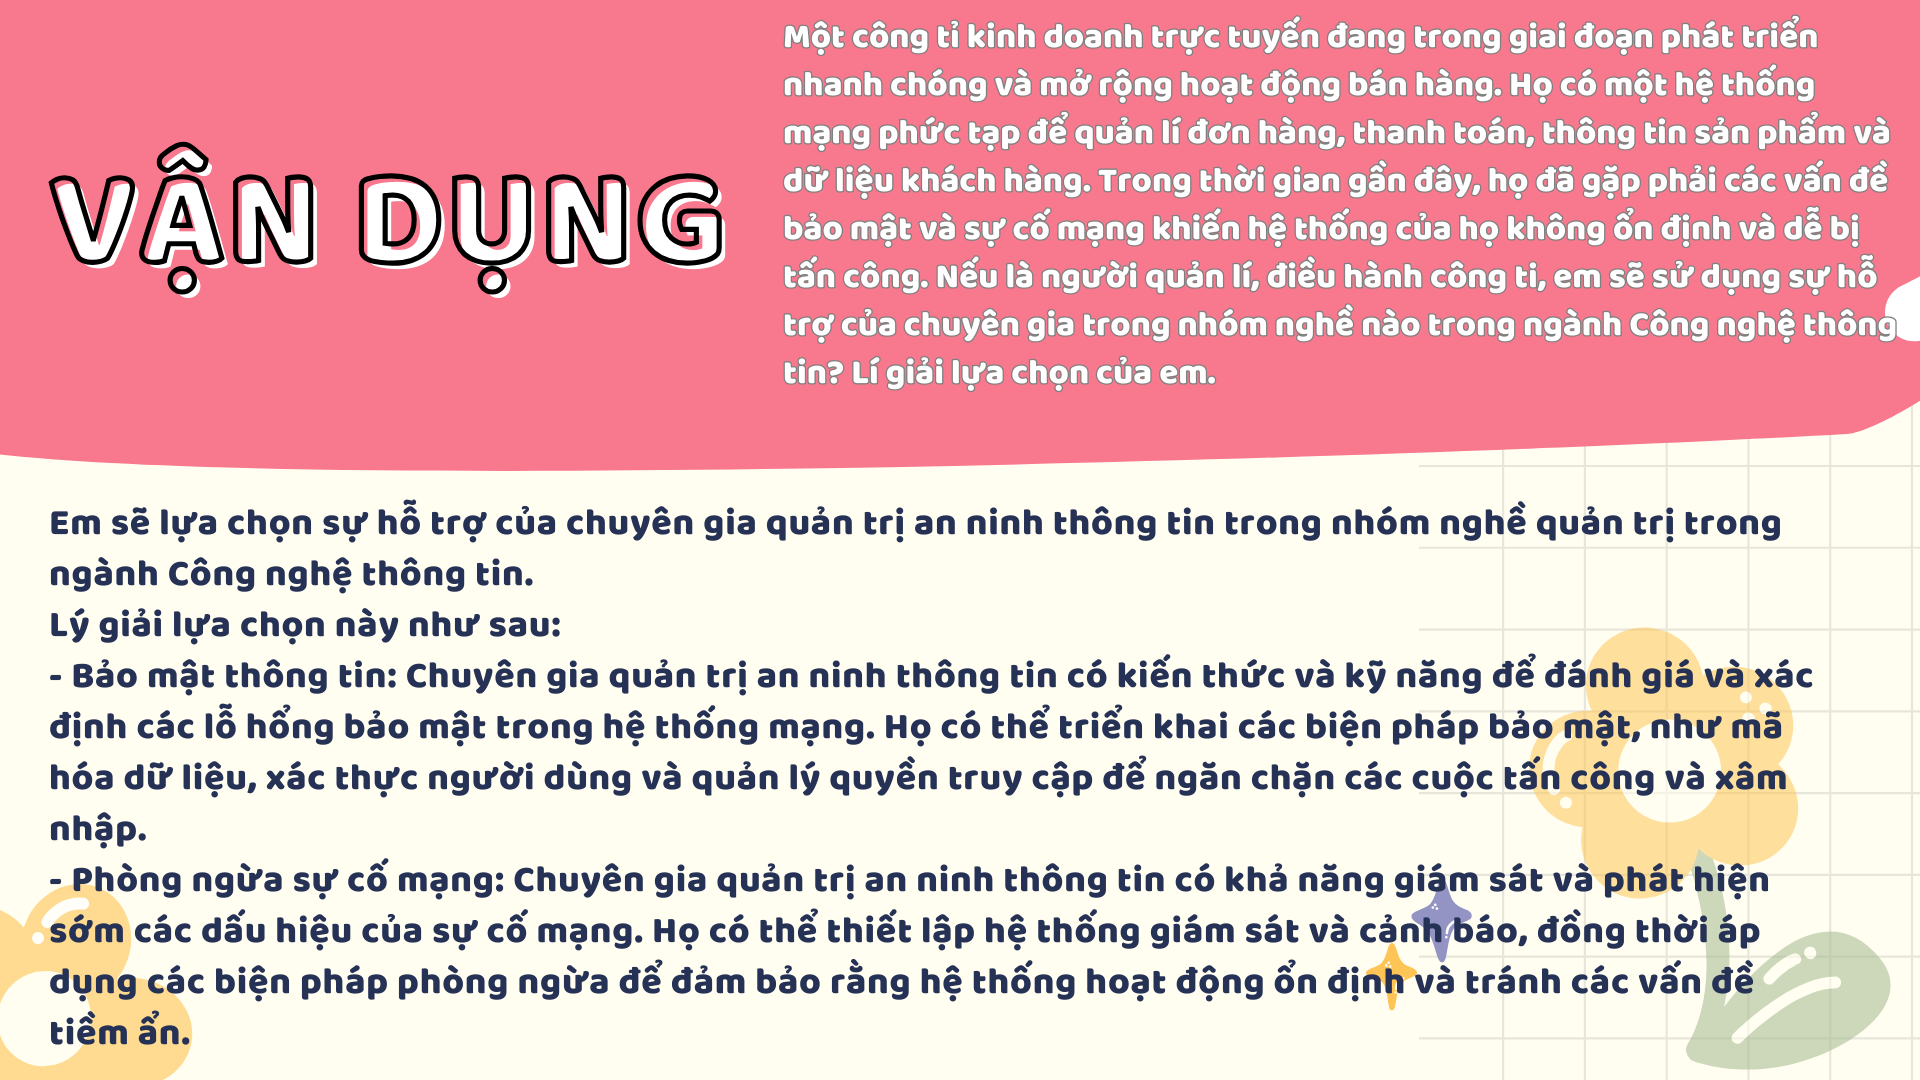 VẬN DỤNG
Một công tỉ kinh doanh trực tuyến đang trong giai đoạn phát triển
nhanh chóng và mở rộng hoạt động bán hàng. Họ có một hệ thống
mạng phức tạp để quản lí đơn hàng, thanh toán, thông tin sản phẩm và
dữ liệu khách hàng. Trong thời gian gần đây, họ đã gặp phải các vấn đề
bảo mật và sự cố mạng khiến hệ thống của họ không ổn định và dễ bị
tấn công. Nếu là người quản lí, điều hành công ti, em sẽ sử dụng sự hỗ
trợ của chuyên gia trong nhóm nghề nào trong ngành Công nghệ thông
tin? Lí giải lựa chọn của em.
Em sẽ lựa chọn sự hỗ trợ của chuyên gia quản trị an ninh thông tin trong nhóm nghề quản trị trong
ngành Công nghệ thông tin.
Lý giải lựa chọn này như sau:
- Bảo mật thông tin: Chuyên gia quản trị an ninh thông tin có kiến thức và kỹ năng để đánh giá và xác
định các lỗ hổng bảo mật trong hệ thống mạng. Họ có thể triển khai các biện pháp bảo mật, như mã
hóa dữ liệu, xác thực người dùng và quản lý quyền truy cập để ngăn chặn các cuộc tấn công và xâm
nhập.
- Phòng ngừa sự cố mạng: Chuyên gia quản trị an ninh thông tin có khả năng giám sát và phát hiện
sớm các dấu hiệu của sự cố mạng. Họ có thể thiết lập hệ thống giám sát và cảnh báo, đồng thời áp
dụng các biện pháp phòng ngừa để đảm bảo rằng hệ thống hoạt động ổn định và tránh các vấn đề
tiềm ẩn.